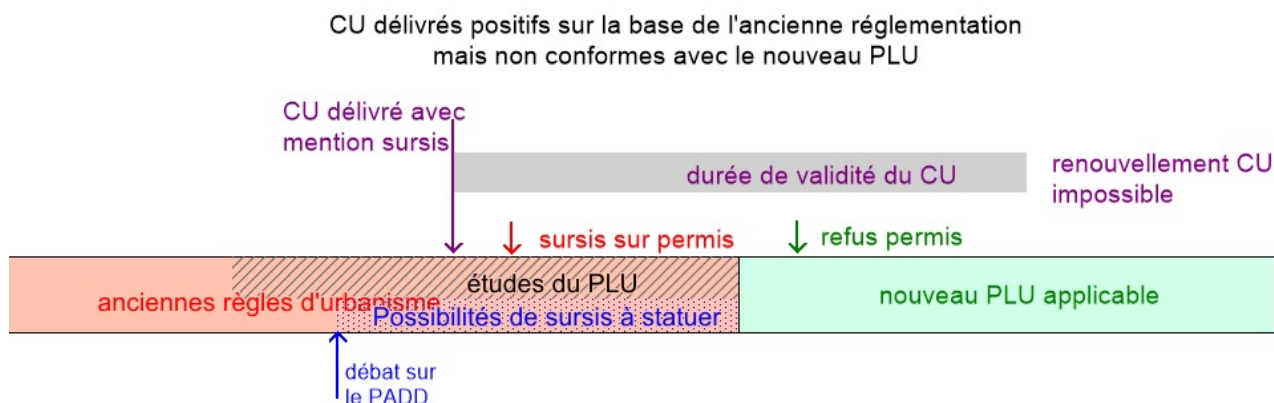 CU délivrés positifs sur la base de l'ancienne réglementation
mais non conformes avec le nouveau PLU
CU délivré avec
mention sursis
durée de validité du CU
renouvellement CU
impossible
sursis sur permis
refus permis
études du PLU
anciennes règles d'urbanisme
nouveau PLU applicable
Possibilités de sursis à statuer
débat sur
le PADD